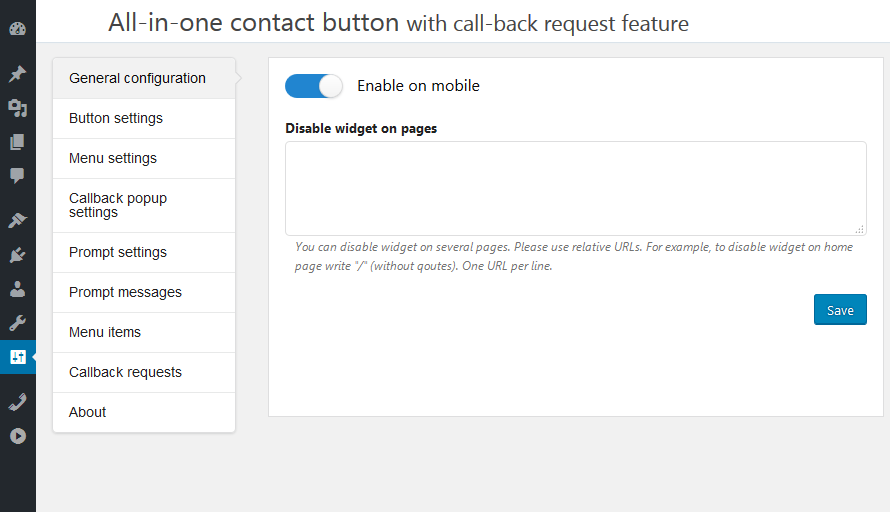 All-in-one contact button with call-back request feature
General configuration
Button settings
Menu settings
Callback popup
settings
Prompt settings
Prompt messages
Menu items
Callback requests
About
Enable on mobile
Disable widget on pages
You can disable widget on several pages. Please use relative URLs. For example, to disable widget on home
page write "/" (without qoutes). One URL per line.
Save